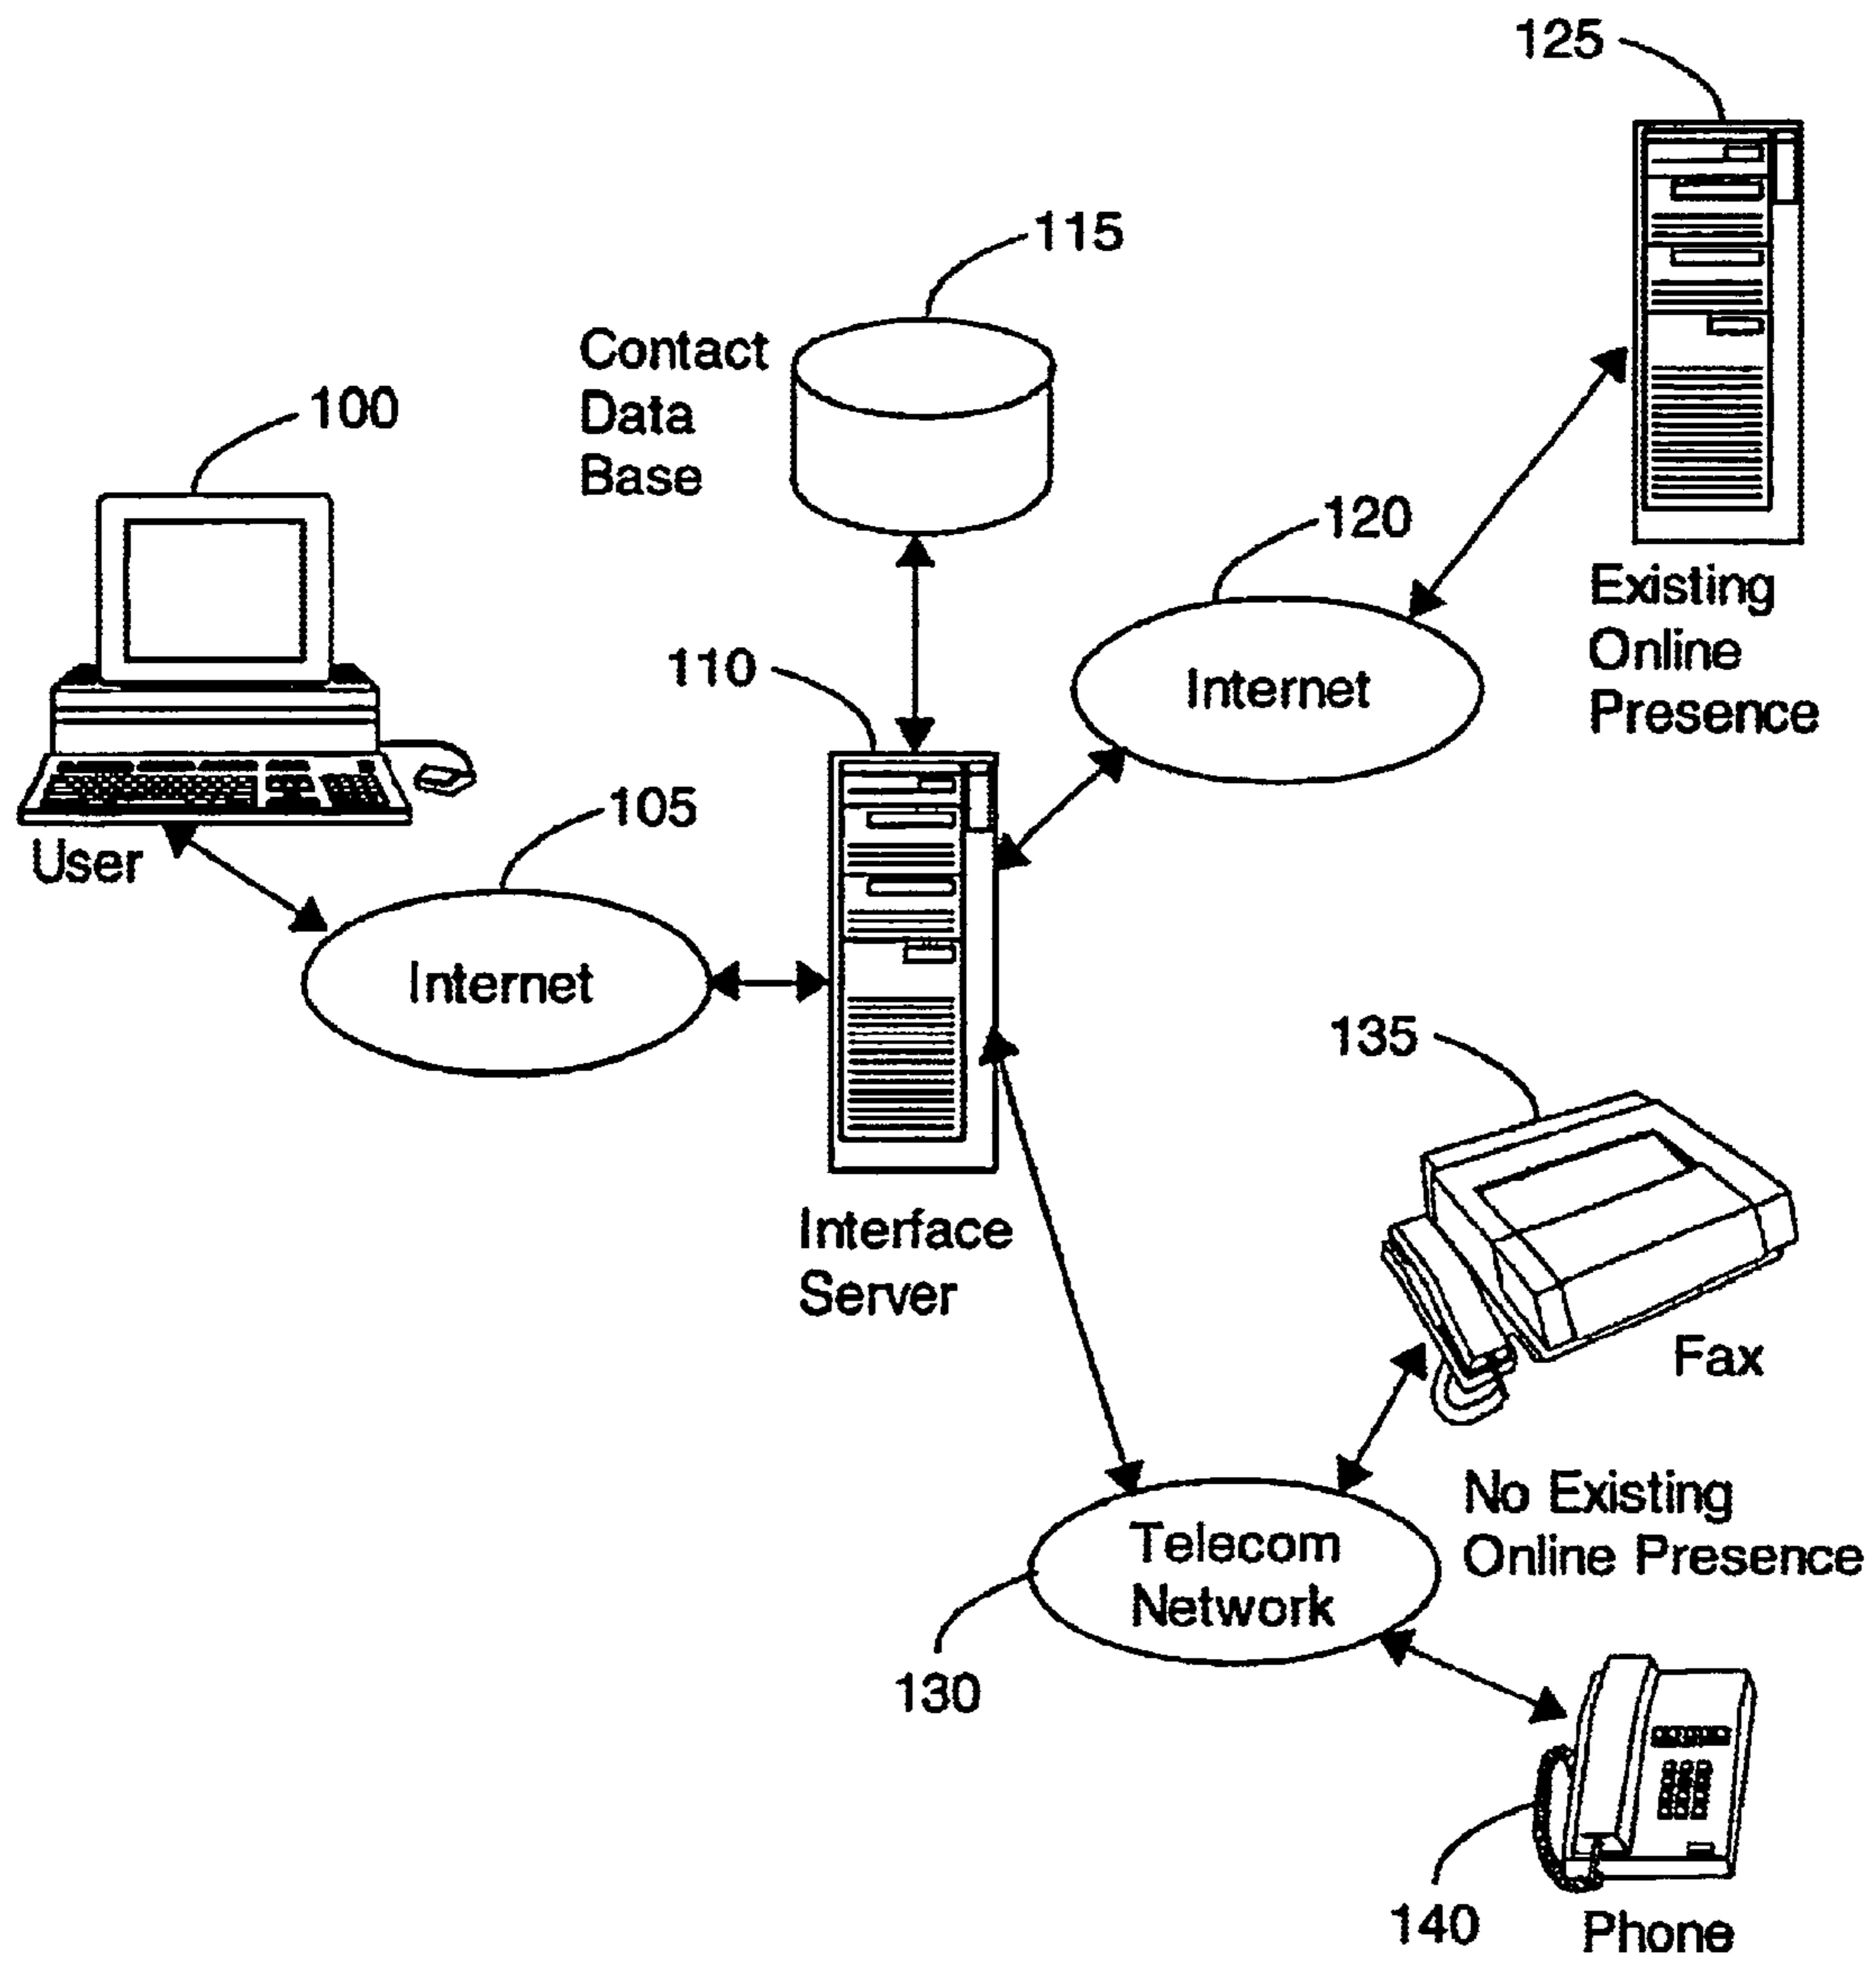 125
115
Contact
Data
Base
100
120
Existing
Online
Presence
110
Internet
105
User
Internet
135
Interface
Server
Fax
No Existing
Online Presence
Telecom
Network
130
140
Phone